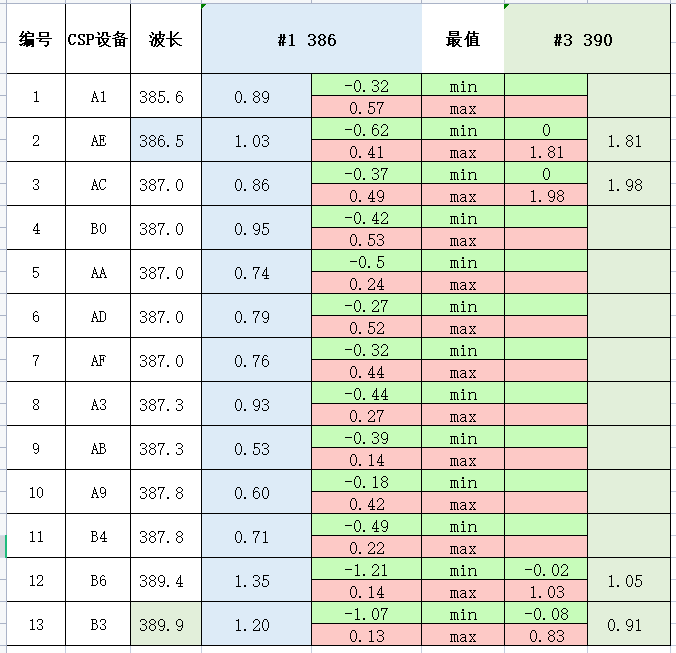 编号 CSP设备 波长 #1 386 最值 #3 390
1 A1 385.6 0.89 -0.32 min
0.57 max
2 AE 386.5 1.03 -0.62 min 0 1.81
0.41 max 1.81
3 AC 387.0 0.86 -0.37 min 0 1.98
0.49 max 1.98
4 B0 387.0 0.95 -0.42 min
0.53 max
5 AA 387.0 0.74 -0.5 min
0.24 max
6 AD 387.0 0.79 -0.27 min
0.52 max
7 AF 387.0 0.76 -0.32 min
0.44 max
8 A3 387.3 0.93 -0.44 min
0.27 max
9 AB 387.3 0.53 -0.39 min
0.14 max
10 A9 387.8 0.60 -0.18 min
0.42 max
11 B4 387.8 0.71 -0.49 min
0.22 max
12 B6 389.4 1.35 -1.21 min -0.02 1.05
0.14 max 1.03
13 B3 389.9 1.20 -1.07 min -0.08 0.91
0.13 max 0.83